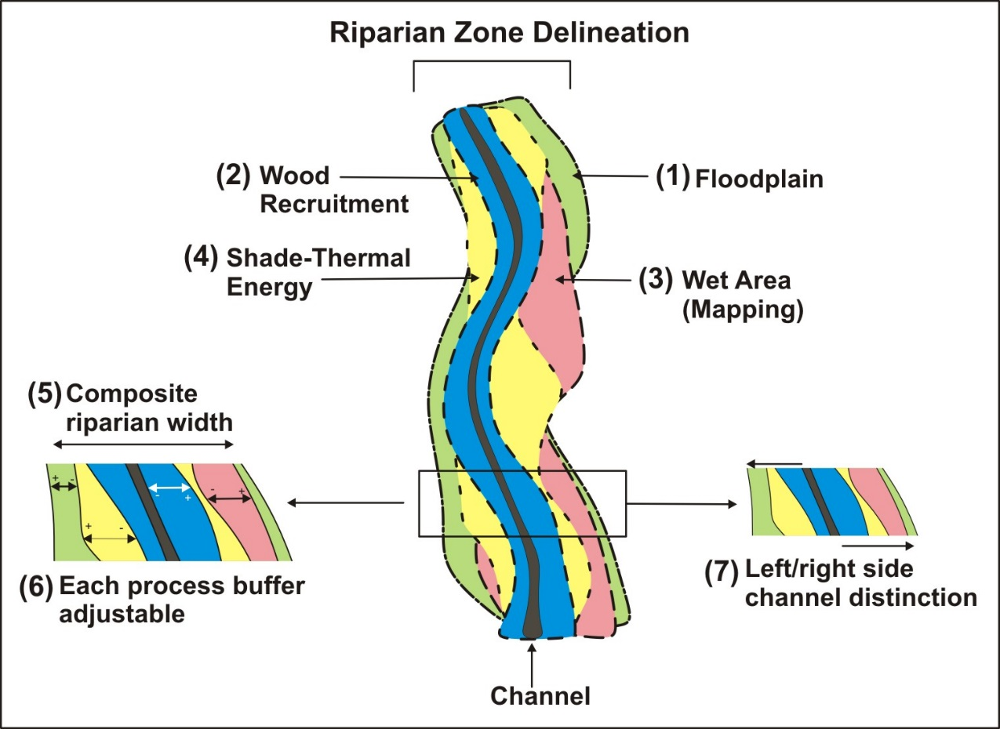 Riparian Zone Delineation
(2) Wood
Recruitment
(1) Floodplain
(4) Shade-Thermal
Energy
(3) Wet Area
(Mapping)
(5) Composite
riparian width
+ -
+ -
- +
- +
(6) Each process buffer
adjustable
(7) Left/right side
channel distinction
Channel